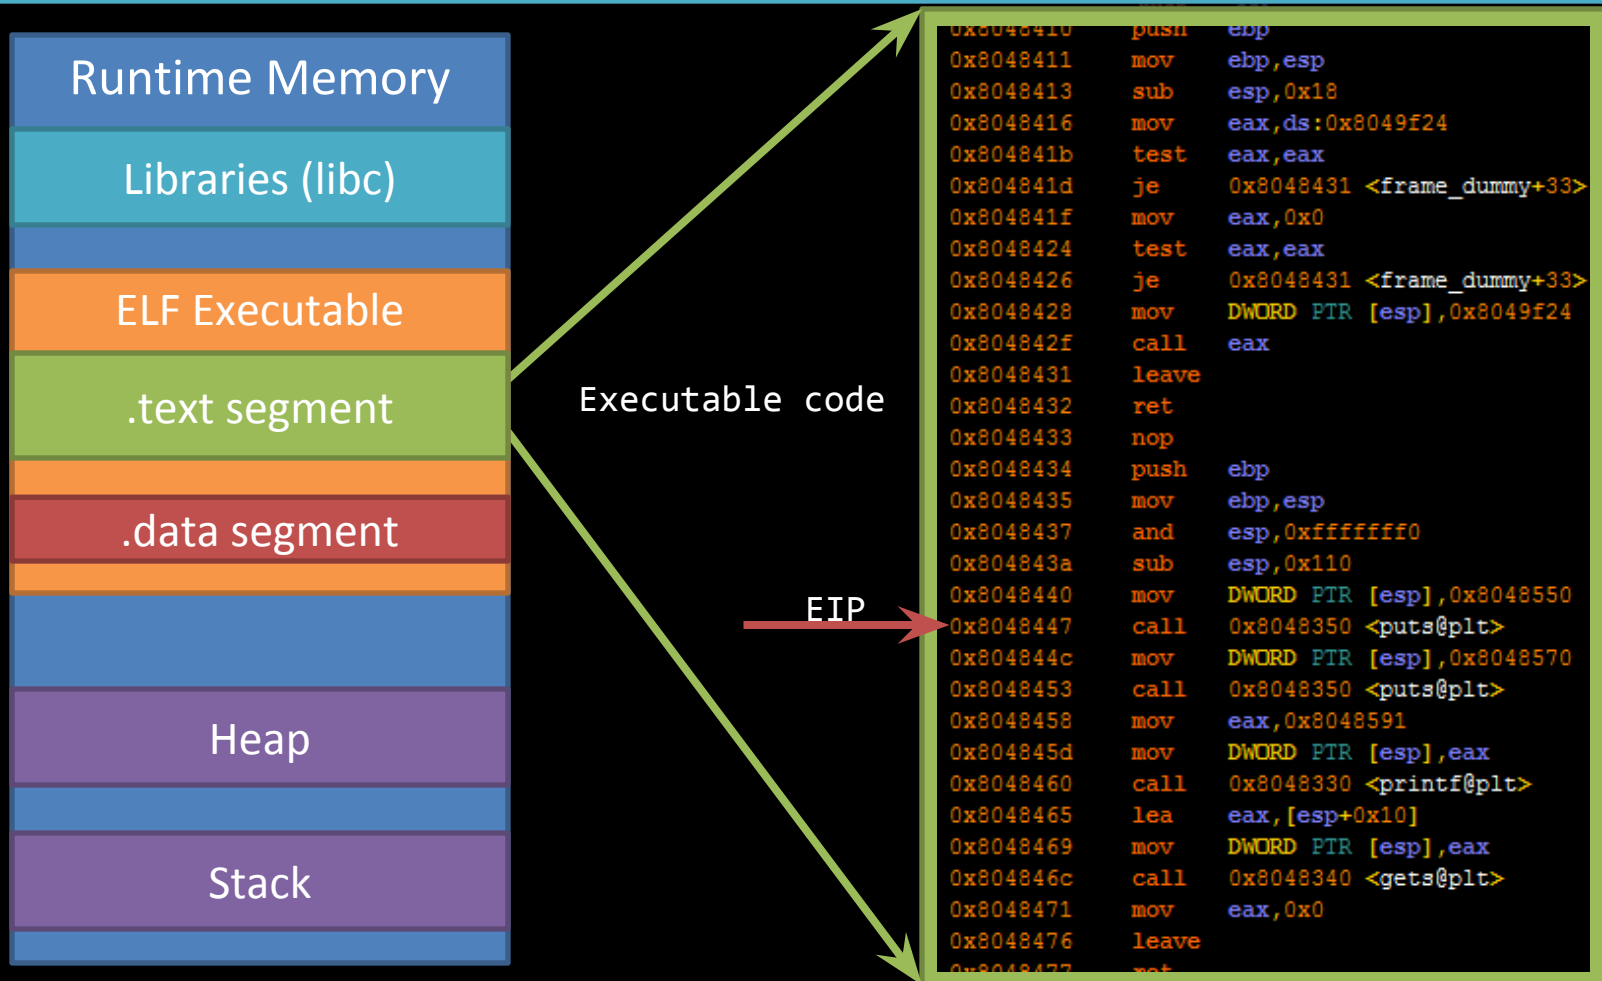 Runtime Memory
Libraries (libc)
ELF Executable
.text segment
.data segment
Heap
Stack
Executable code
EIP
0x8048410 push ebp
0x8048411 mov ebp,esp
0x8048413 sub esp,0x18
0x8048416 mov eax,ds:0x8049f24
0x804841b test eax,eax
0x804841d je 0x8048431 <frame_dummy+33>
0x804841f mov eax,0x0
0x8048424 test eax,eax
0x8048426 je 0x8048431 <frame_dummy+33>
0x8048428 mov DWORD PTR [esp],0x8049f24
0x804842f call eax
0x8048431 leave
0x8048432 ret
0x8048433 nop
0x8048434 push ebp
0x8048435 mov ebp,esp
0x8048437 and esp,0xfffffff0
0x804843a sub esp,0x110
0x8048440 mov DWORD PTR [esp],0x8048550
0x8048447 call 0x8048350 <puts@plt>
0x804844c mov DWORD PTR [esp],0x8048570
0x8048453 call 0x8048350 <puts@plt>
0x8048458 mov eax,0x8048591
0x804845d mov DWORD PTR [esp],eax
0x8048460 call 0x8048330 <printf@plt>
0x8048465 lea eax,[esp+0x10]
0x8048469 mov DWORD PTR [esp],eax
0x804846c call 0x8048340 <gets@plt>
0x8048471 mov eax,0x0
0x8048476 leave
0x8048477 ret